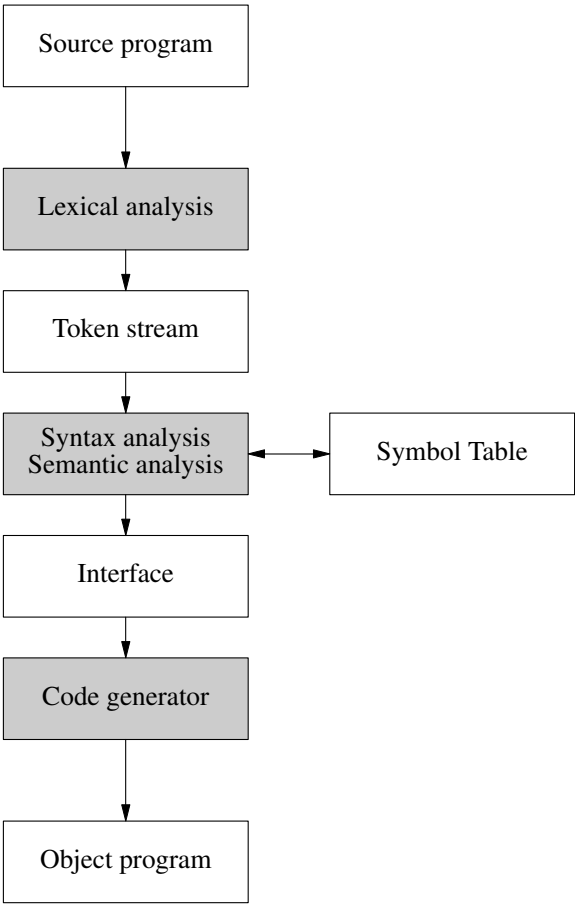 Source program
Lexical analysis
Token stream
Syntax analysis
Semantic analysis
Symbol Table
Interface
Code generator
Object program